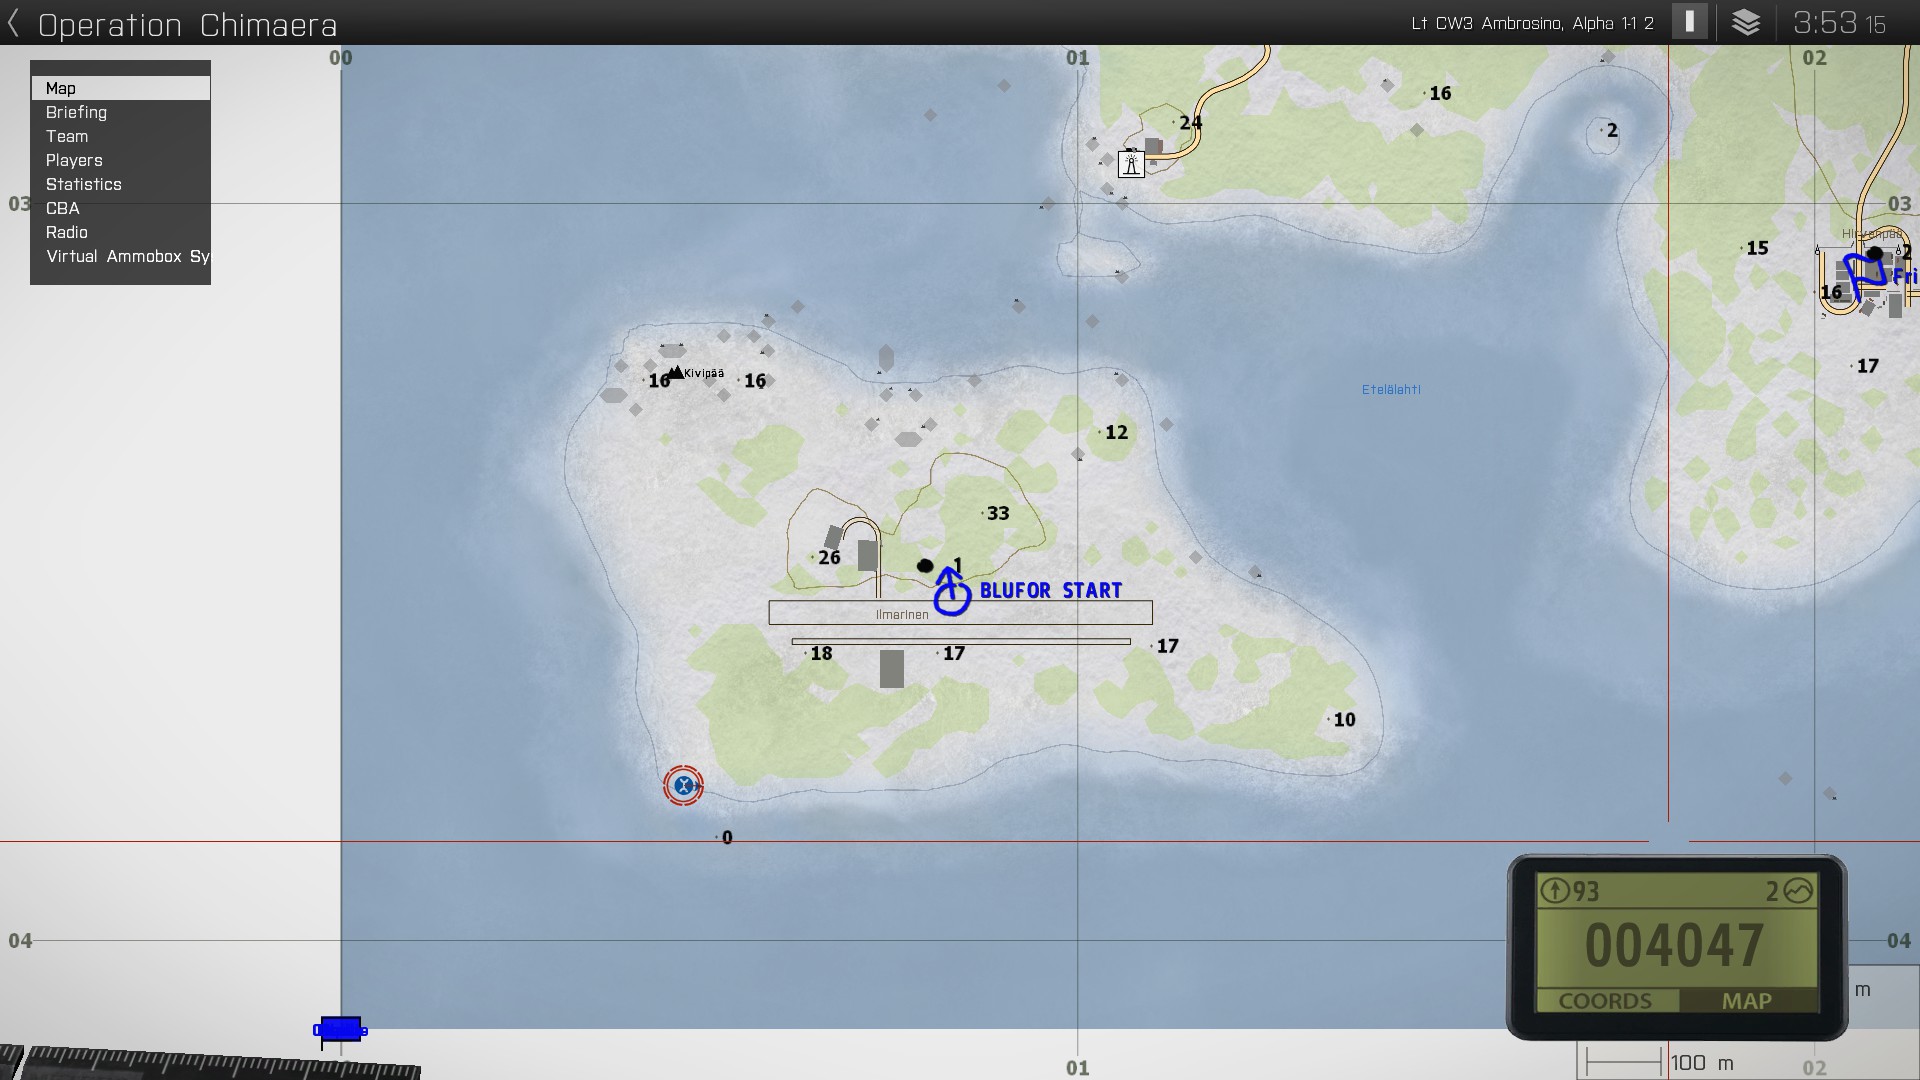 Operation Chimaera
Lt CW3 Ambrosino, Alpha 1-1 2
3:53 15
00
01
02
Map
Briefing
Team
Players
Statistics
CBA
Radio
Virtual Ammobox Sy
16
24
2
03
03
Hirvenpää
15
2
Fri
16
17
16
Kivipää
16
Etelälahti
12
33
26
1
BLUFOR START
Ilmarinen
18
17
17
10
0
93
2
004047
COORDS
MAP
04
04
m
100 m
01
02